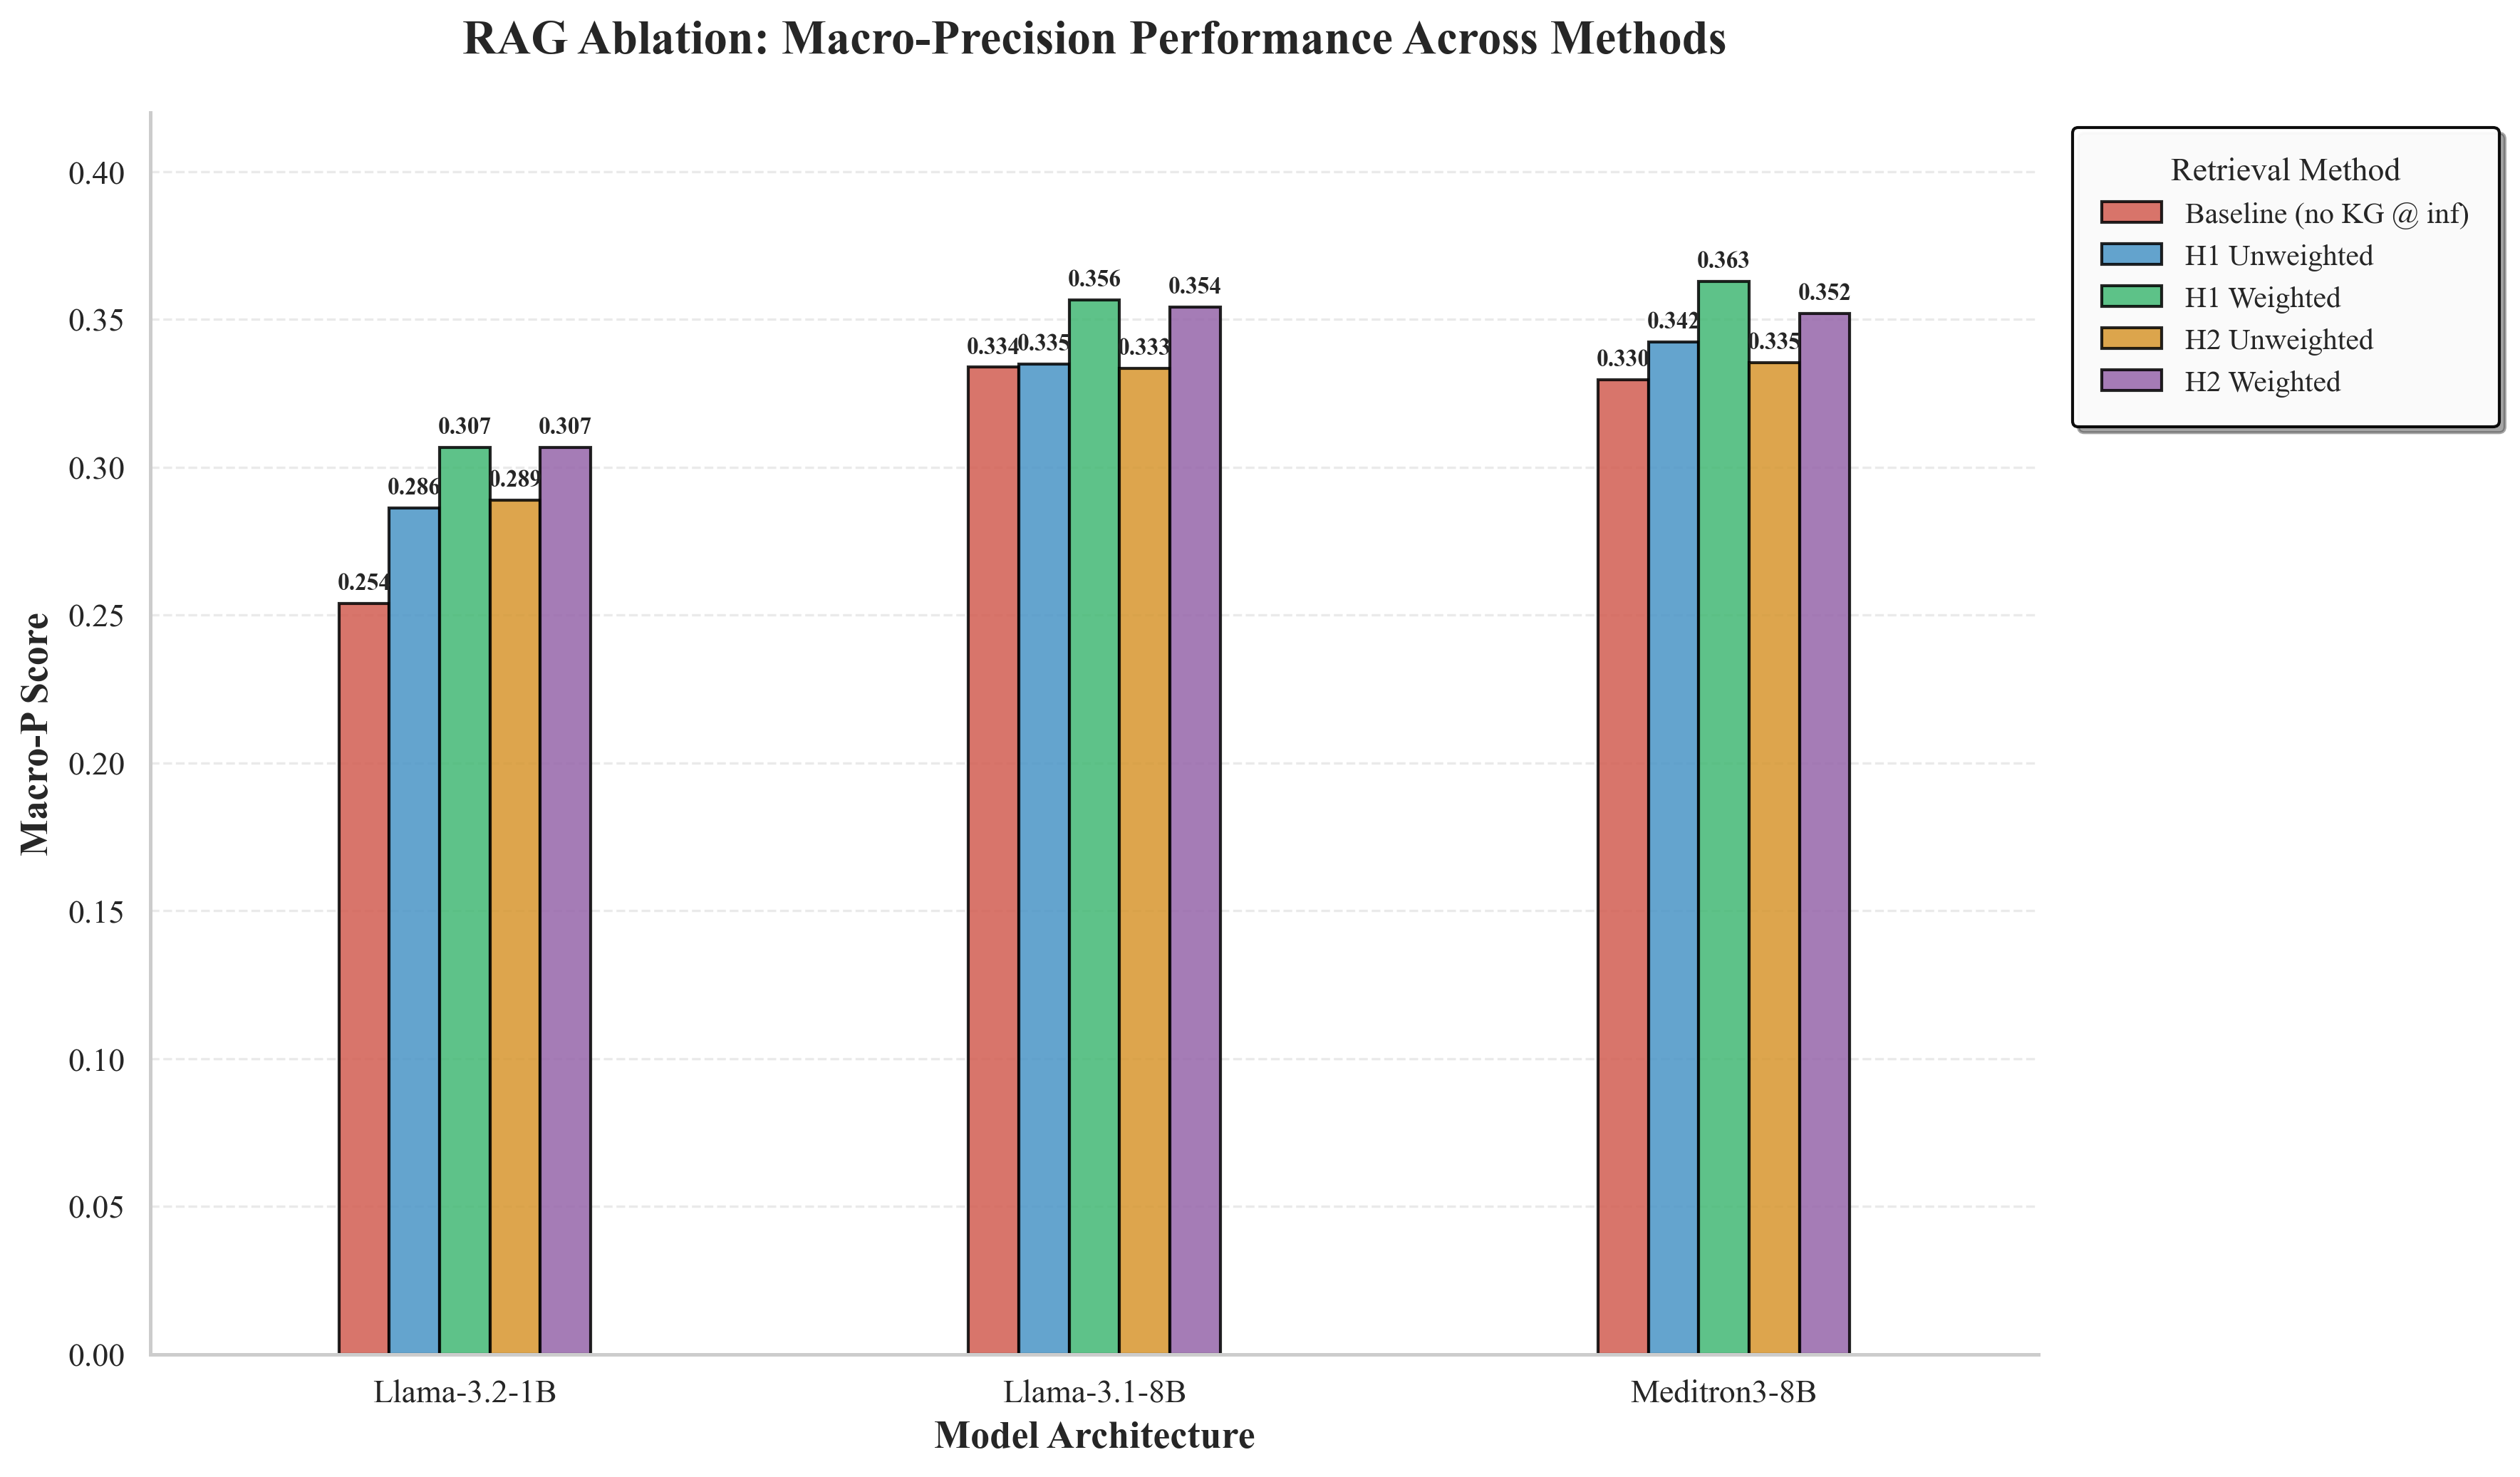 RAG Ablation: Macro-Precision Performance Across Methods
Retrieval Method
Baseline (no KG @ inf)
H1 Unweighted
H1 Weighted
H2 Unweighted
H2 Weighted
Macro-P Score
0.40
0.35
0.30
0.25
0.20
0.15
0.10
0.05
0.00
0.254
0.286
0.307
0.289
0.307
0.334
0.335
0.356
0.333
0.354
0.330
0.342
0.363
0.335
0.352
Llama-3.2-1B
Llama-3.1-8B
Meditron3-8B
Model Architecture